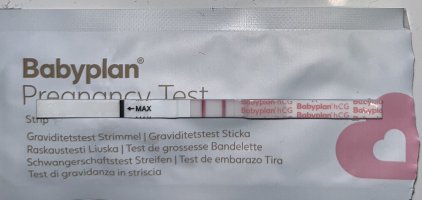 Babyplan®
Pregnancy Test
MAX
Babyplan hCG
Babyplan hCG
Babyplan hCG
Strip
Graviditetstest Strimmel | Graviditetstest Sticka
Raskaustesti Liuska | Test de grossesse Bandelette
Schwangerschaftstest Streifen | Test de embarazo Tira
Test di gravidanza in striscia